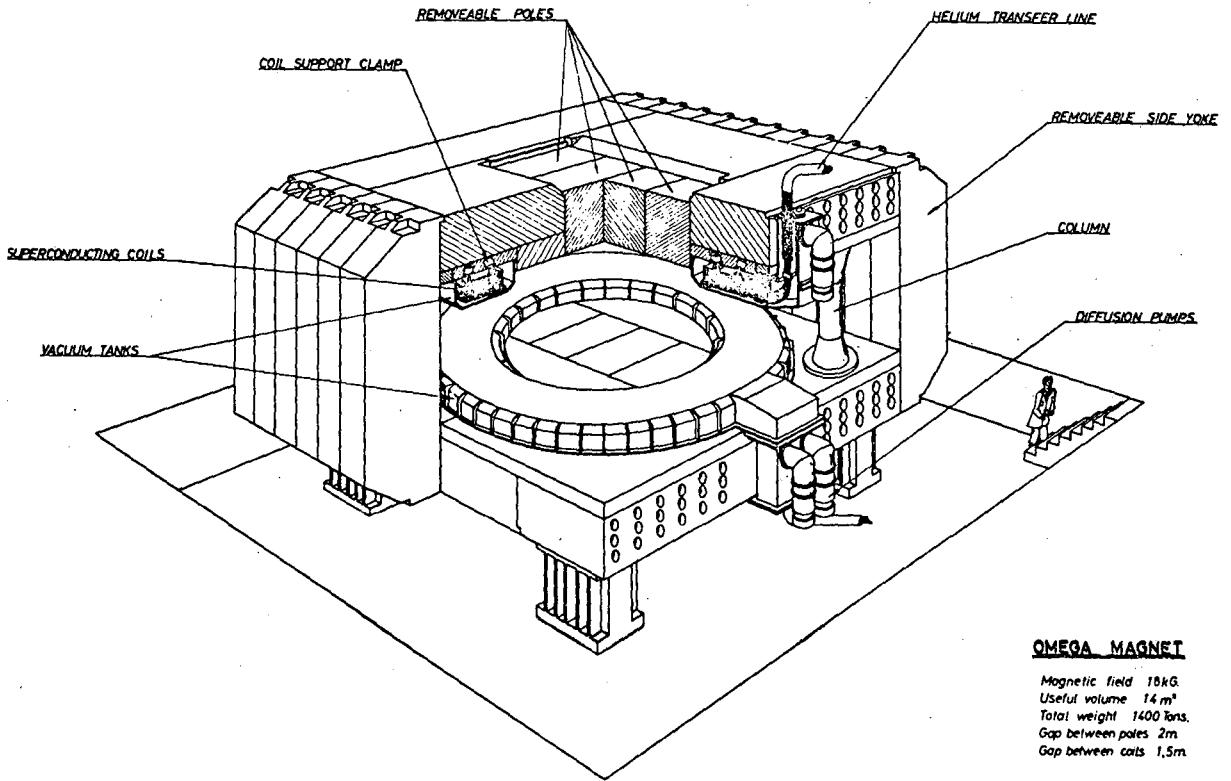 REMOVEABLE POLES
HELIUM TRANSFER LINE
COIL SUPPORT CLAMP
REMOVEABLE SIDE YOKE
SUPERCONDUCTING COILS
COLUMN
DIFFUSION PUMPS
VACUUM TANKS
OMEGA MAGNET
Magnetic field 18kG.
Useful volume 14 m³
Total weight 1400 Tons.
Gap between poles 2m
Gap between coils 1,5m